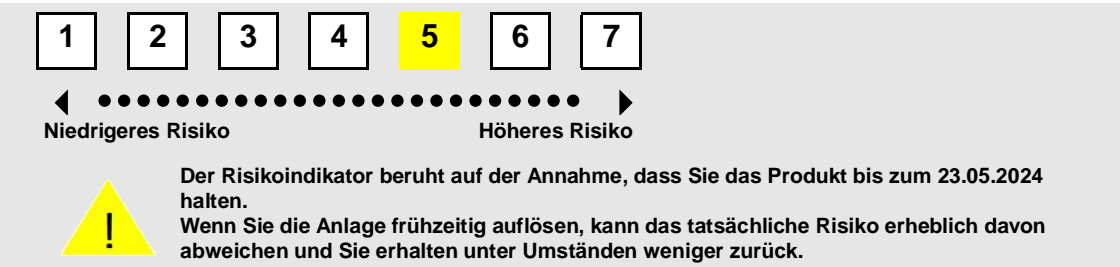 1 2 3 4 5 6 7
Niedrigeres Risiko Höheres Risiko
Der Risikoindikator beruht auf der Annahme, dass Sie das Produkt bis zum 23.05.2024
halten.
Wenn Sie die Anlage frühzeitig auflösen, kann das tatsächliche Risiko erheblich davon
abweichen und Sie erhalten unter Umständen weniger zurück.
!